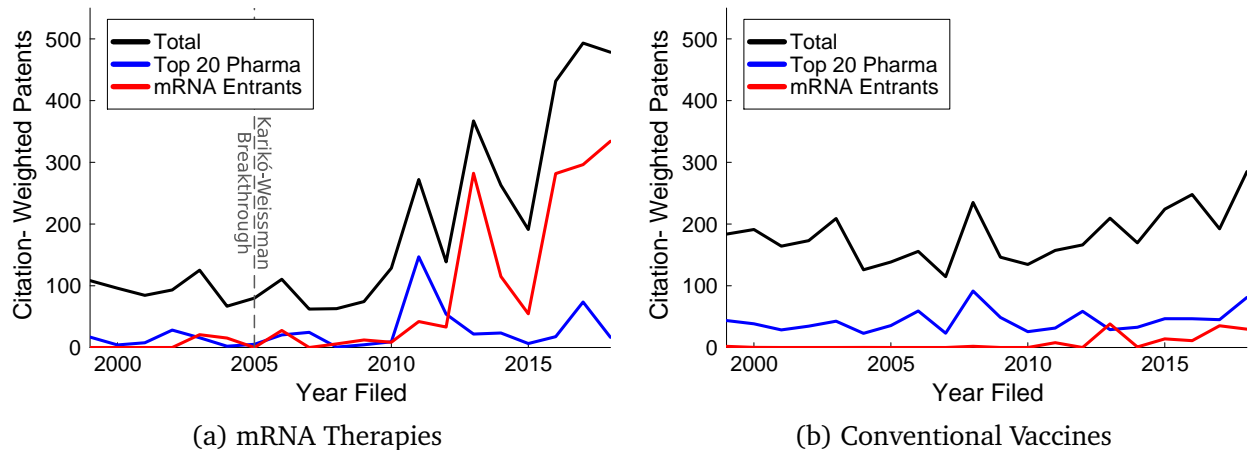 Citation- Weighted Patents
500
400
300
200
100
0
Total
Top 20 Pharma
mRNA Entrants
Karikó-Weissman
Breakthrough
2000
2005
2010
2015
Year Filed
(a) mRNA Therapies
Citation- Weighted Patents
500
400
300
200
100
0
Total
Top 20 Pharma
mRNA Entrants
2000
2005
2010
2015
Year Filed
(b) Conventional Vaccines